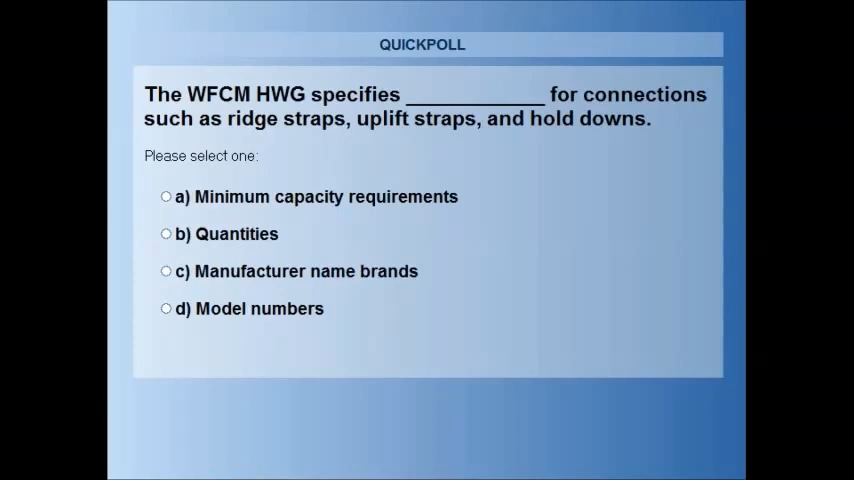 QUICKPOLL
The WFCM HWG specifies ____________ for connections
such as ridge straps, uplift straps, and hold downs.
Please select one:
a) Minimum capacity requirements
b) Quantities
c) Manufacturer name brands
d) Model numbers